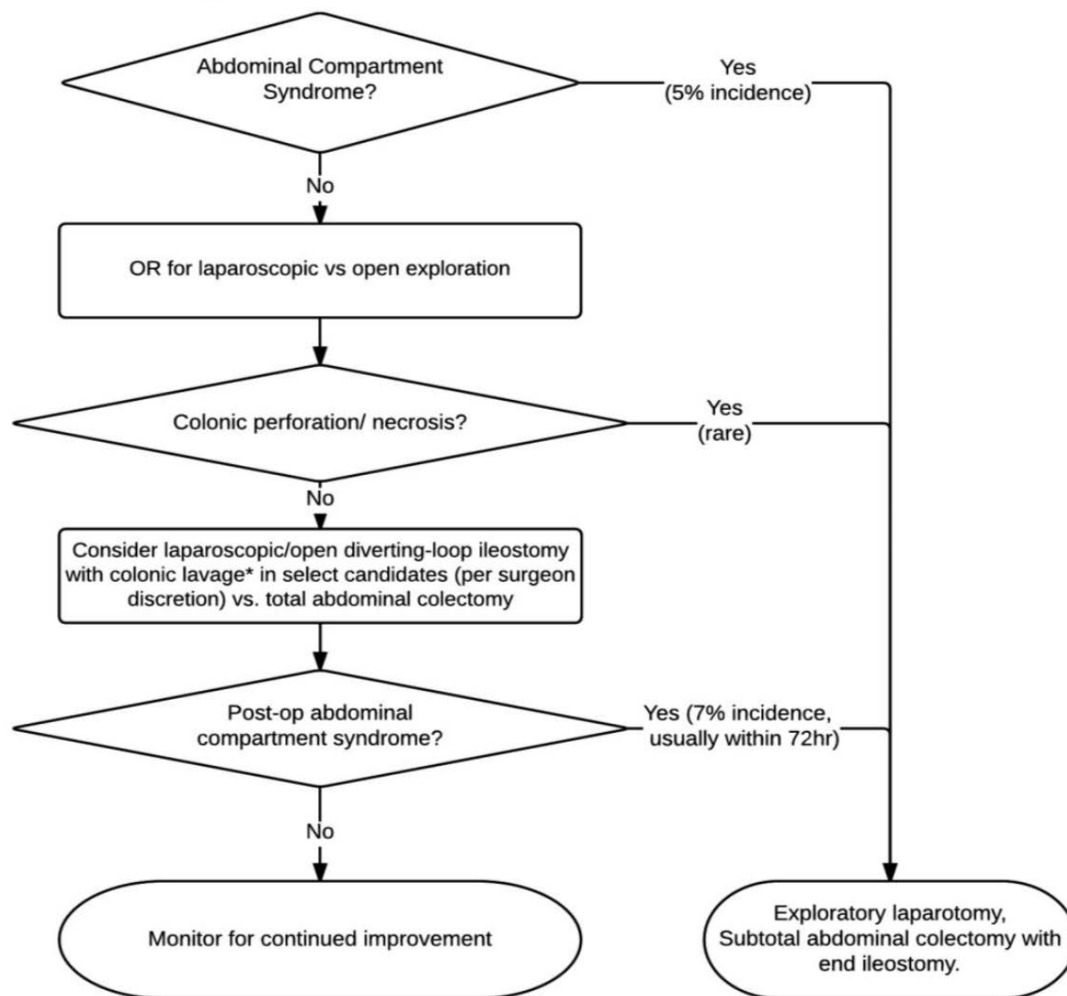 Abdominal Compartment
Syndrome?
Yes
(5% incidence)
No
OR for laparoscopic vs open exploration
Colonic perforation/ necrosis?
Yes
(rare)
No
Consider laparoscopic/open diverting-loop ileostomy
with colonic lavage* in select candidates (per surgeon
discretion) vs. total abdominal colectomy
Post-op abdominal
compartment syndrome?
Yes (7% incidence,
usually within 72hr)
No
Monitor for continued improvement
Exploratory laparotomy,
Subtotal abdominal colectomy with
end ileostomy.